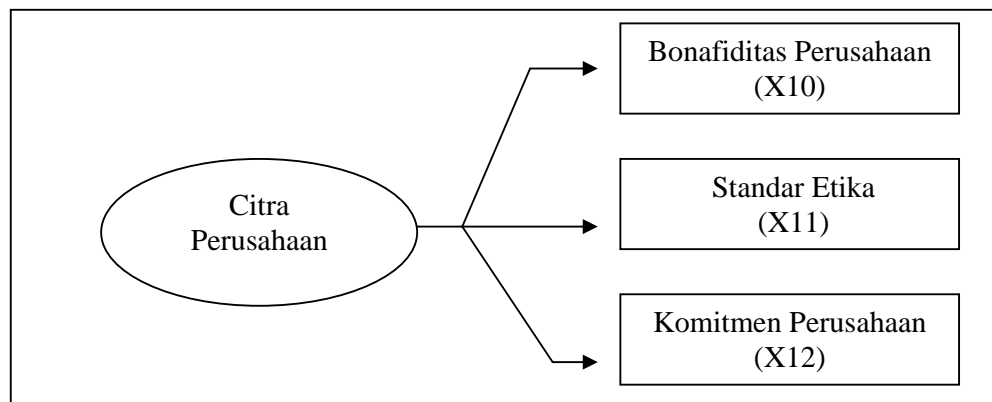 Bonafiditas Perusahaan
(X10)
Citra
Perusahaan
Standar Etika
(X11)
Komitmen Perusahaan
(X12)